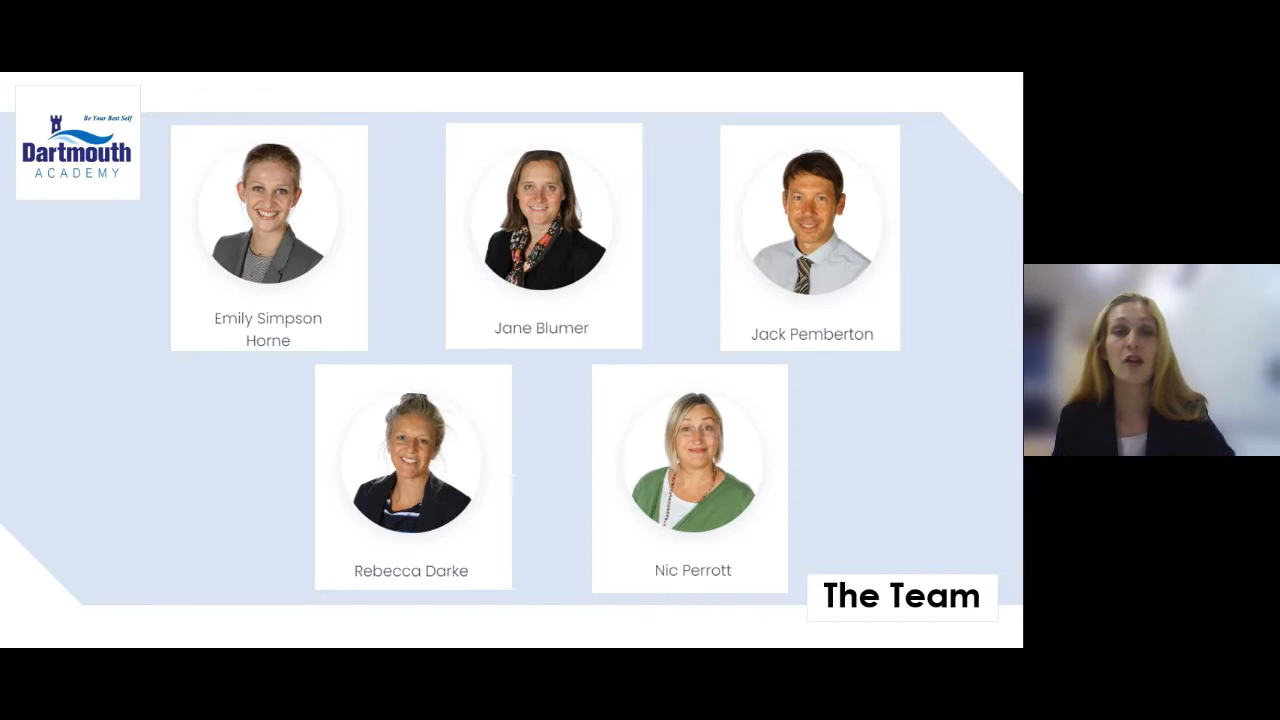 Be Your Best Self
Dartmouth
ACADEMY
Emily Simpson
Horne
Jane Blumer
Jack Pemberton
Rebecca Darke
Nic Perrott
The Team